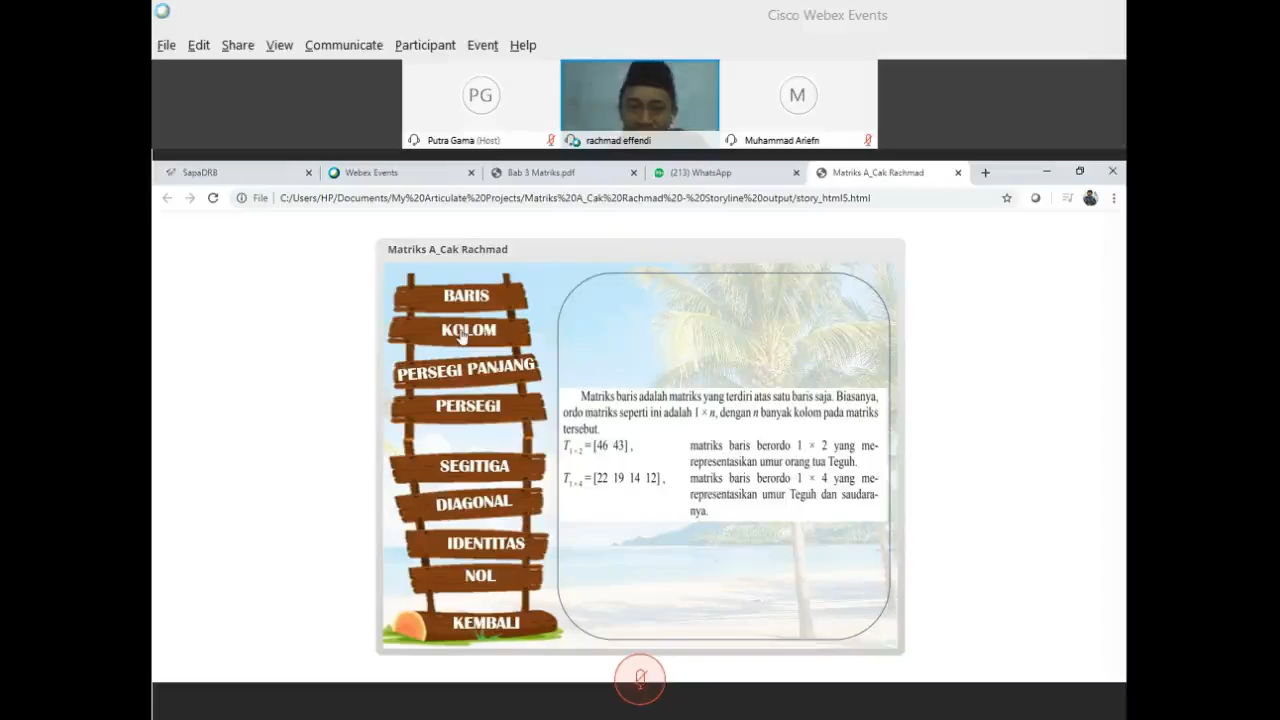 Cisco Webex Events
File Edit Share View Communicate Participant Event Help
PG
M
Putra Gama (Host)
rachmad effendi
Muhammad Ariefn
SapaDRB
Webex Events
Bab 3 Matriks.pdf
(213) WhatsApp
Matriks A_Cak Rachmad
File
C:/Users/HP/Documents/My%20Articulate%20Projects/Matriks%20A_Cak%20Rachmad%20-%20Storyline%20output/story_html5.html
Matriks A_Cak Rachmad
BARIS
KOLOM
PERSEGI PANJANG
PERSEGI
SEGITIGA
DIAGONAL
IDENTITAS
NOL
KEMBALI
Matriks baris adalah matriks yang terdiri atas satu baris saja. Biasanya,
ordo matriks seperti ini adalah 1 × n, dengan n banyak kolom pada matriks
tersebut.
T1×2 = [46 43] , matriks baris berordo 1 × 2 yang me-
representasikan umur orang tua Teguh.
T1×4 = [22 19 14 12] , matriks baris berordo 1 × 4 yang me-
representasikan umur Teguh dan saudara-
nya.